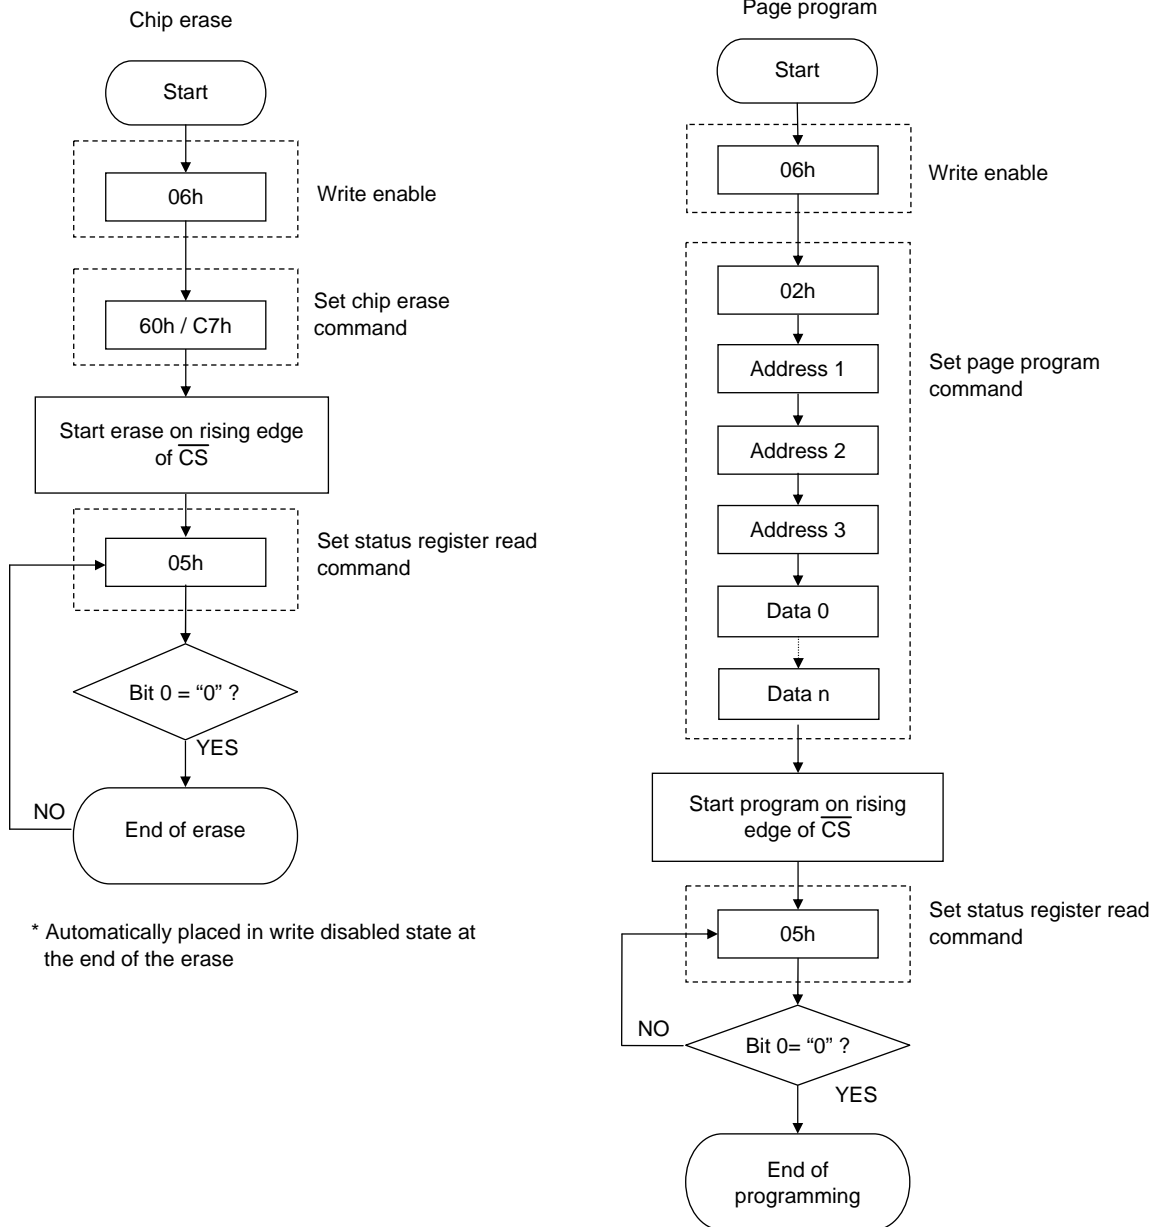 Chip erase
Start
06h
Write enable
60h / C7h
Set chip erase
command
Start erase on rising edge
of C̅S̅
05h
Set status register read
command
Bit 0 = “0” ?
YES
NO
End of erase
* Automatically placed in write disabled state at
the end of the erase
Page program
Start
06h
Write enable
02h
Address 1
Set page program
command
Address 2
Address 3
Data 0
Data n
Start program on rising
edge of C̅S̅
05h
Set status register read
command
NO
Bit 0= “0” ?
YES
End of
programming